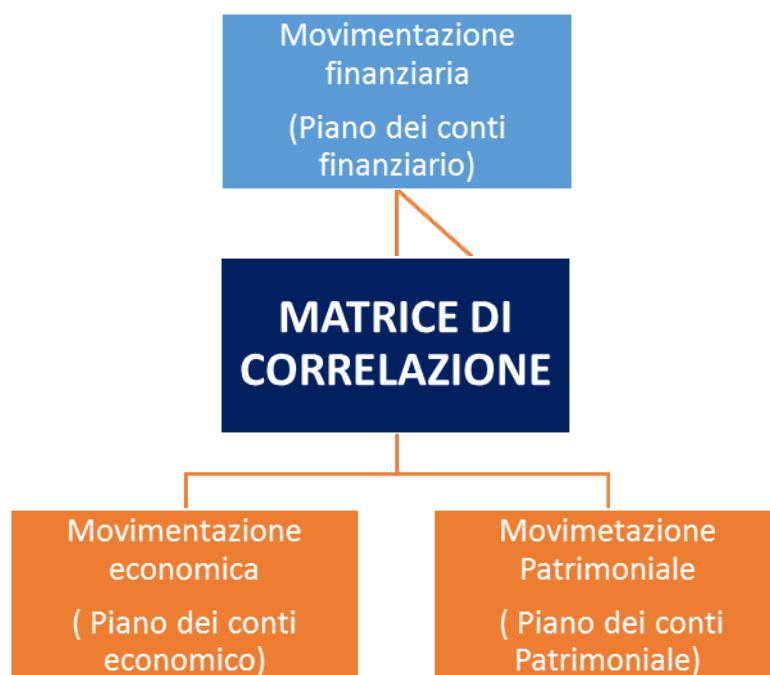 Movimentazione
finanziaria
(Piano dei conti
finanziario)
MATRICE DI
CORRELAZIONE
Movimentazione
economica
( Piano dei conti
economico)
Movimetazione
Patrimoniale
( Piano dei conti
Patrimoniale)